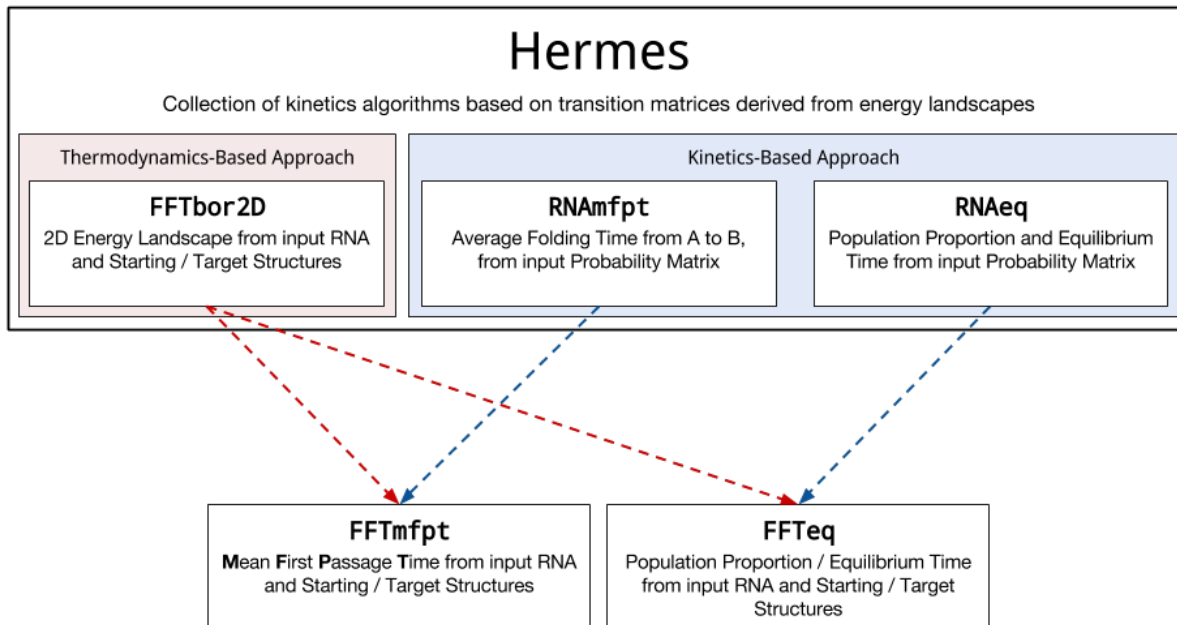 Hermes
Collection of kinetics algorithms based on transition matrices derived from energy landscapes
Thermodynamics-Based Approach
FFTbor2D
2D Energy Landscape from input RNA
and Starting / Target Structures
Kinetics-Based Approach
RNAmfpt
Average Folding Time from A to B,
from input Probability Matrix
RNAeq
Population Proportion and Equilibrium
Time from input Probability Matrix
FFTmfpt
Mean First Passage Time from input RNA
and Starting / Target Structures
FFTeq
Population Proportion / Equilibrium Time
from input RNA and Starting / Target
Structures